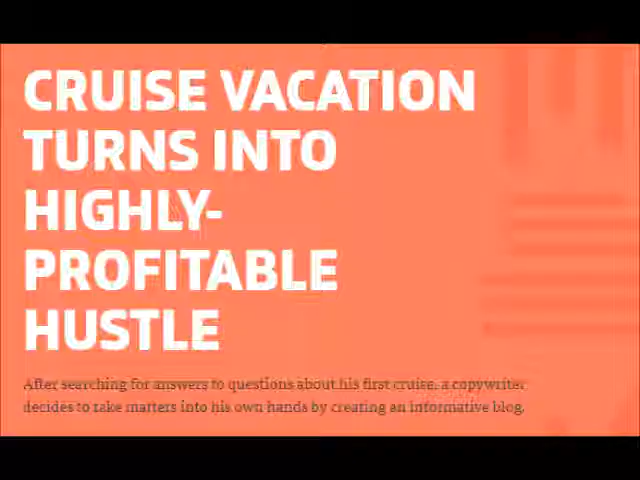 CRUISE VACATION
TURNS INTO
HIGHLY-
PROFITABLE
HUSTLE
After searching for answers to questions about his first cruise, a copywriter
decides to take matters into his own hands by creating an informative blog.